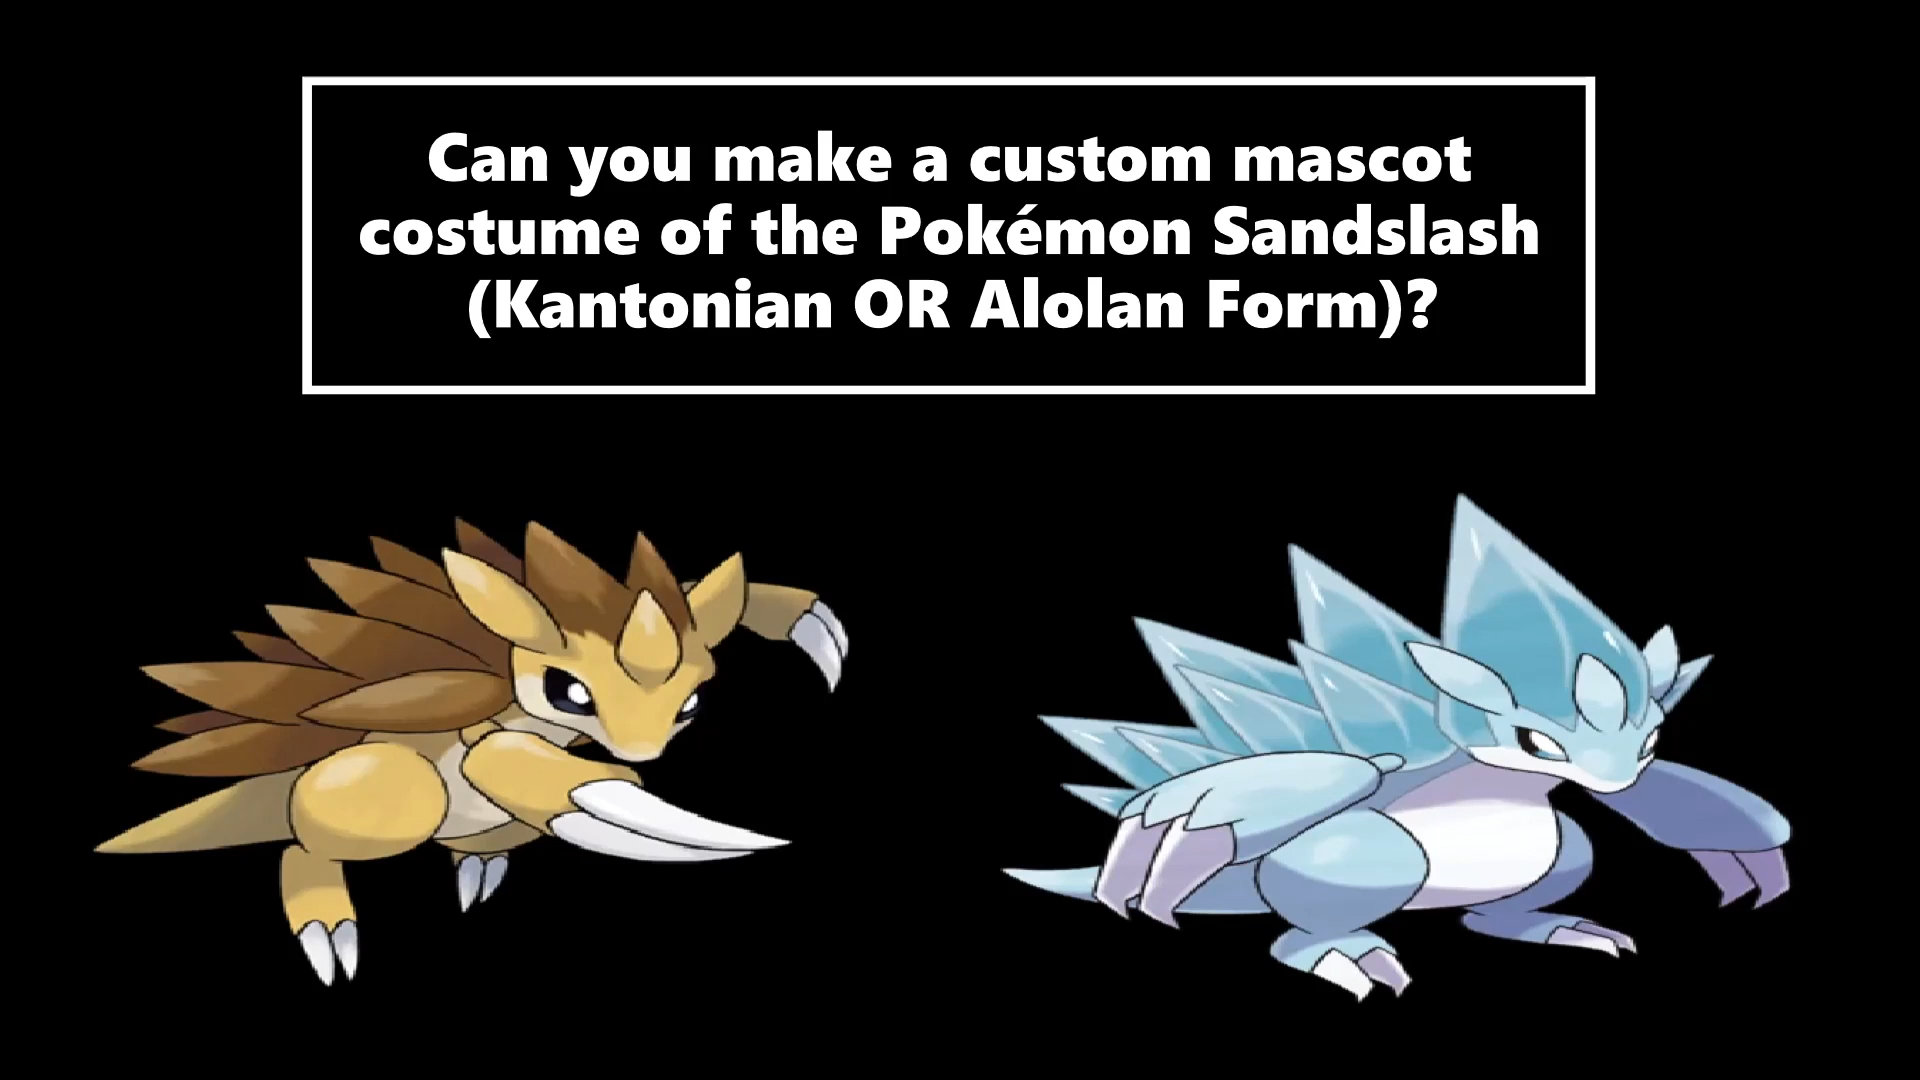 Can you make a custom mascot
costume of the Pokémon Sandslash
(Kantonian OR Alolan Form)?